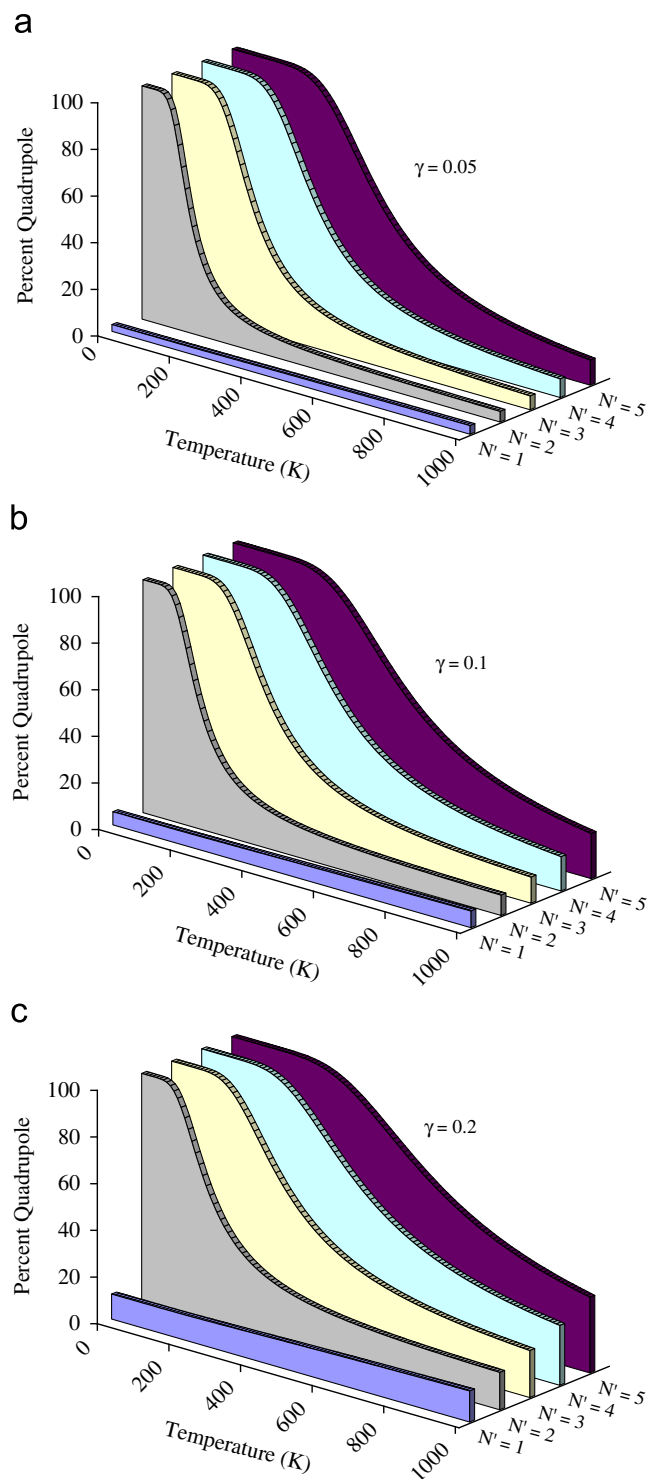 a
100
80
60
40
20
0
Percent Quadrupole
γ = 0.05
0
200
400
600
800
1000
Temperature (K)
N' = 1
N' = 2
N' = 3
N' = 4
N' = 5
b
100
80
60
40
20
0
Percent Quadrupole
γ = 0.1
0
200
400
600
800
1000
Temperature (K)
N' = 1
N' = 2
N' = 3
N' = 4
N' = 5
c
100
80
60
40
20
0
Percent Quadrupole
γ = 0.2
0
200
400
600
800
1000
Temperature (K)
N' = 1
N' = 2
N' = 3
N' = 4
N' = 5